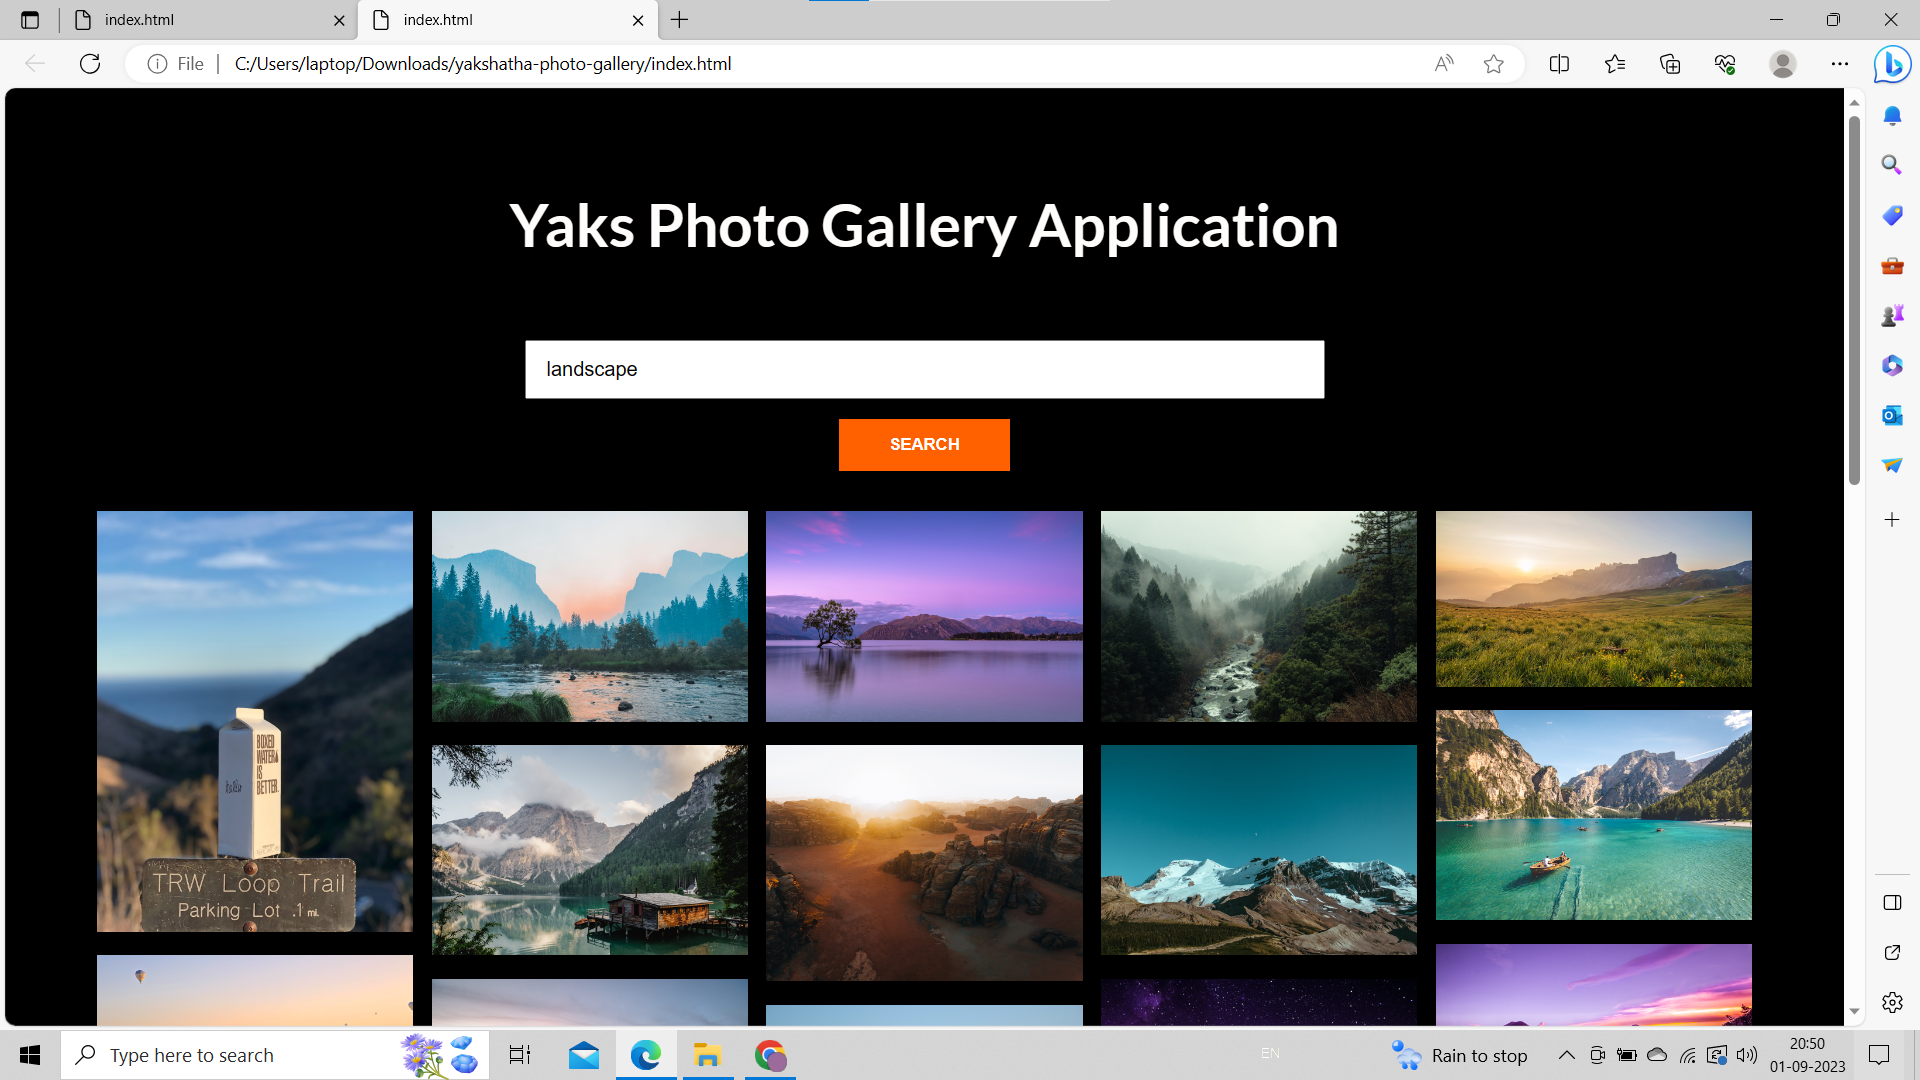 index.html
index.html
File
C:/Users/laptop/Downloads/yakshatha-photo-gallery/index.html
Yaks Photo Gallery Application
landscape
SEARCH
BOXED
WATER
IS
BETTER.
TRW Loop Trail
Parking Lot .1 mi.
Type here to search
EN
Rain to stop
20:50
01-09-2023